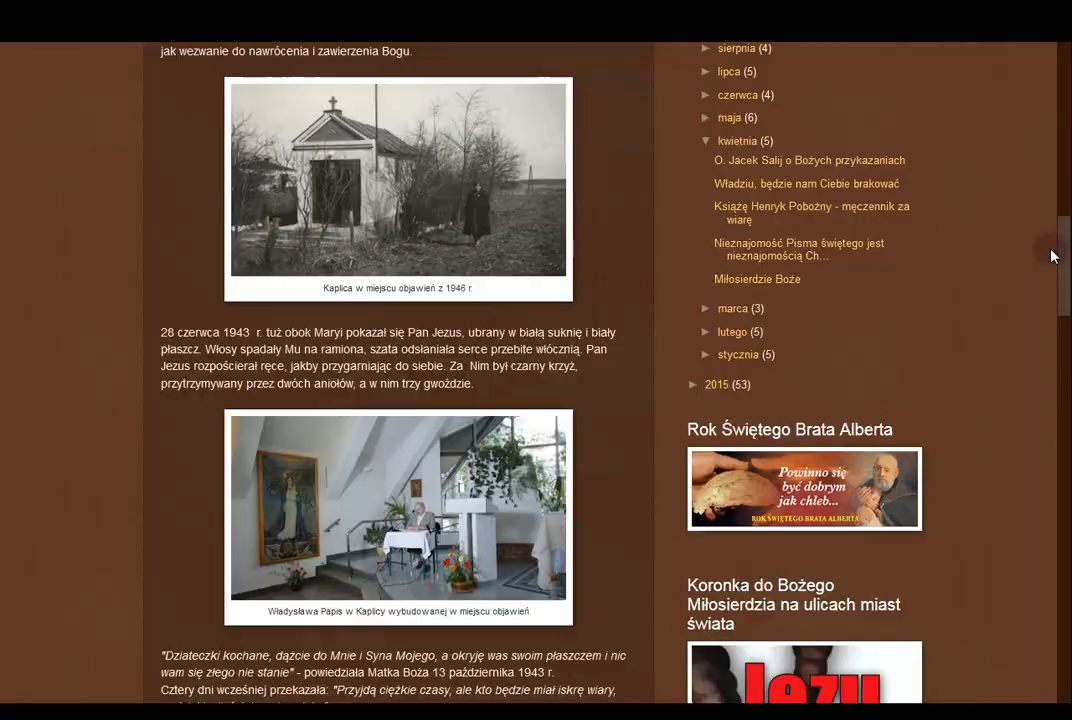 jak wezwanie do nawrócenia i zawierzenia Bogu.
Kaplica w miejscu objawień z 1946 r.
28 czerwca 1943 r. tuż obok Maryi pokazał się Pan Jezus, ubrany w białą suknię i biały
płaszcz. Włosy spadały Mu na ramiona, szata odsłaniała serce przebite włócznią. Pan
Jezus rozpościerał ręce, jakby przygarniając do siebie. Za Nim był czarny krzyż,
przytrzymywany przez dwóch aniołów, a w nim trzy gwoździe.
Władysława Papis w Kaplicy wybudowanej w miejscu objawień
"Dziateczki kochane, dążcie do Mnie i Syna Mojego, a okryję was swoim płaszczem i nic
wam się złego nie stanie" - powiedziała Matka Boża 13 października 1943 r.
Cztery dni wcześniej przekazała: "Przyjdą ciężkie czasy, ale kto będzie miał iskrę wiary,
► sierpnia (4)
► lipca (5)
► czerwca (4)
► maja (6)
▼ kwietnia (5)
O. Jacek Salij o Bożych przykazaniach
Władziu, będzie nam Ciebie brakować
Książę Henryk Pobożny - męczennik za
wiarę
Nieznajomość Pisma świętego jest
nieznajomością Ch...
Miłosierdzie Boże
► marca (3)
► lutego (5)
► stycznia (5)
► 2015 (53)
Rok Świętego Brata Alberta
Powinno się
być dobrym
jak chleb...
ROK ŚWIĘTEGO BRATA ALBERTA
Koronka do Bożego
Miłosierdzia na ulicach miast
świata
Jezu